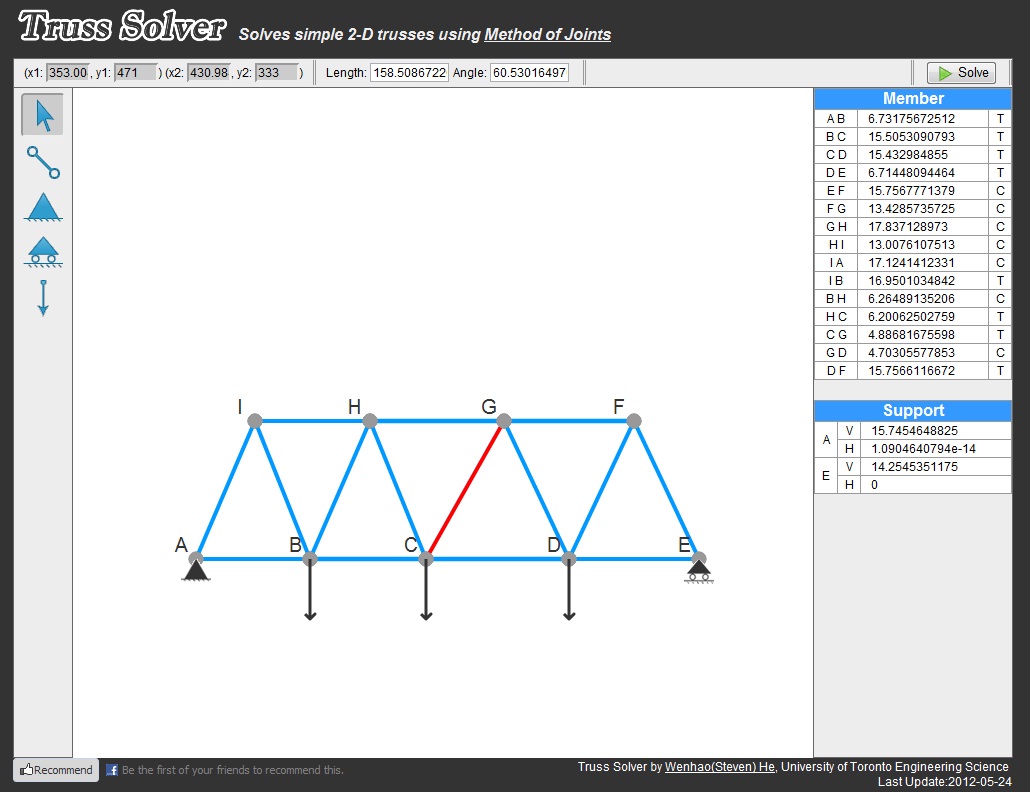 Truss Solver Solves simple 2-D trusses using Method of Joints
(x1: 353.00 , y1: 471 ) (x2: 430.98 , y2: 333 ) Length: 158.5086722 Angle: 60.53016497 Solve
Member
A B 6.73175672512 T
B C 15.5053090793 T
C D 15.432984855 T
D E 6.71448094464 T
E F 15.7567771379 C
F G 13.4285735725 C
G H 17.837128973 C
H I 13.0076107513 C
I A 17.1241412331 C
I B 16.9501034842 T
B H 6.26489135206 C
H C 6.20062502759 T
C G 4.88681675598 T
G D 4.70305577853 C
D F 15.7566116672 T
Support
A V 15.7454648825
H 1.0904640794e-14
E V 14.2545351175
H 0
I H G F
A B C D E
Recommend Be the first of your friends to recommend this.
Truss Solver by Wenhao(Steven) He, University of Toronto Engineering Science
Last Update:2012-05-24